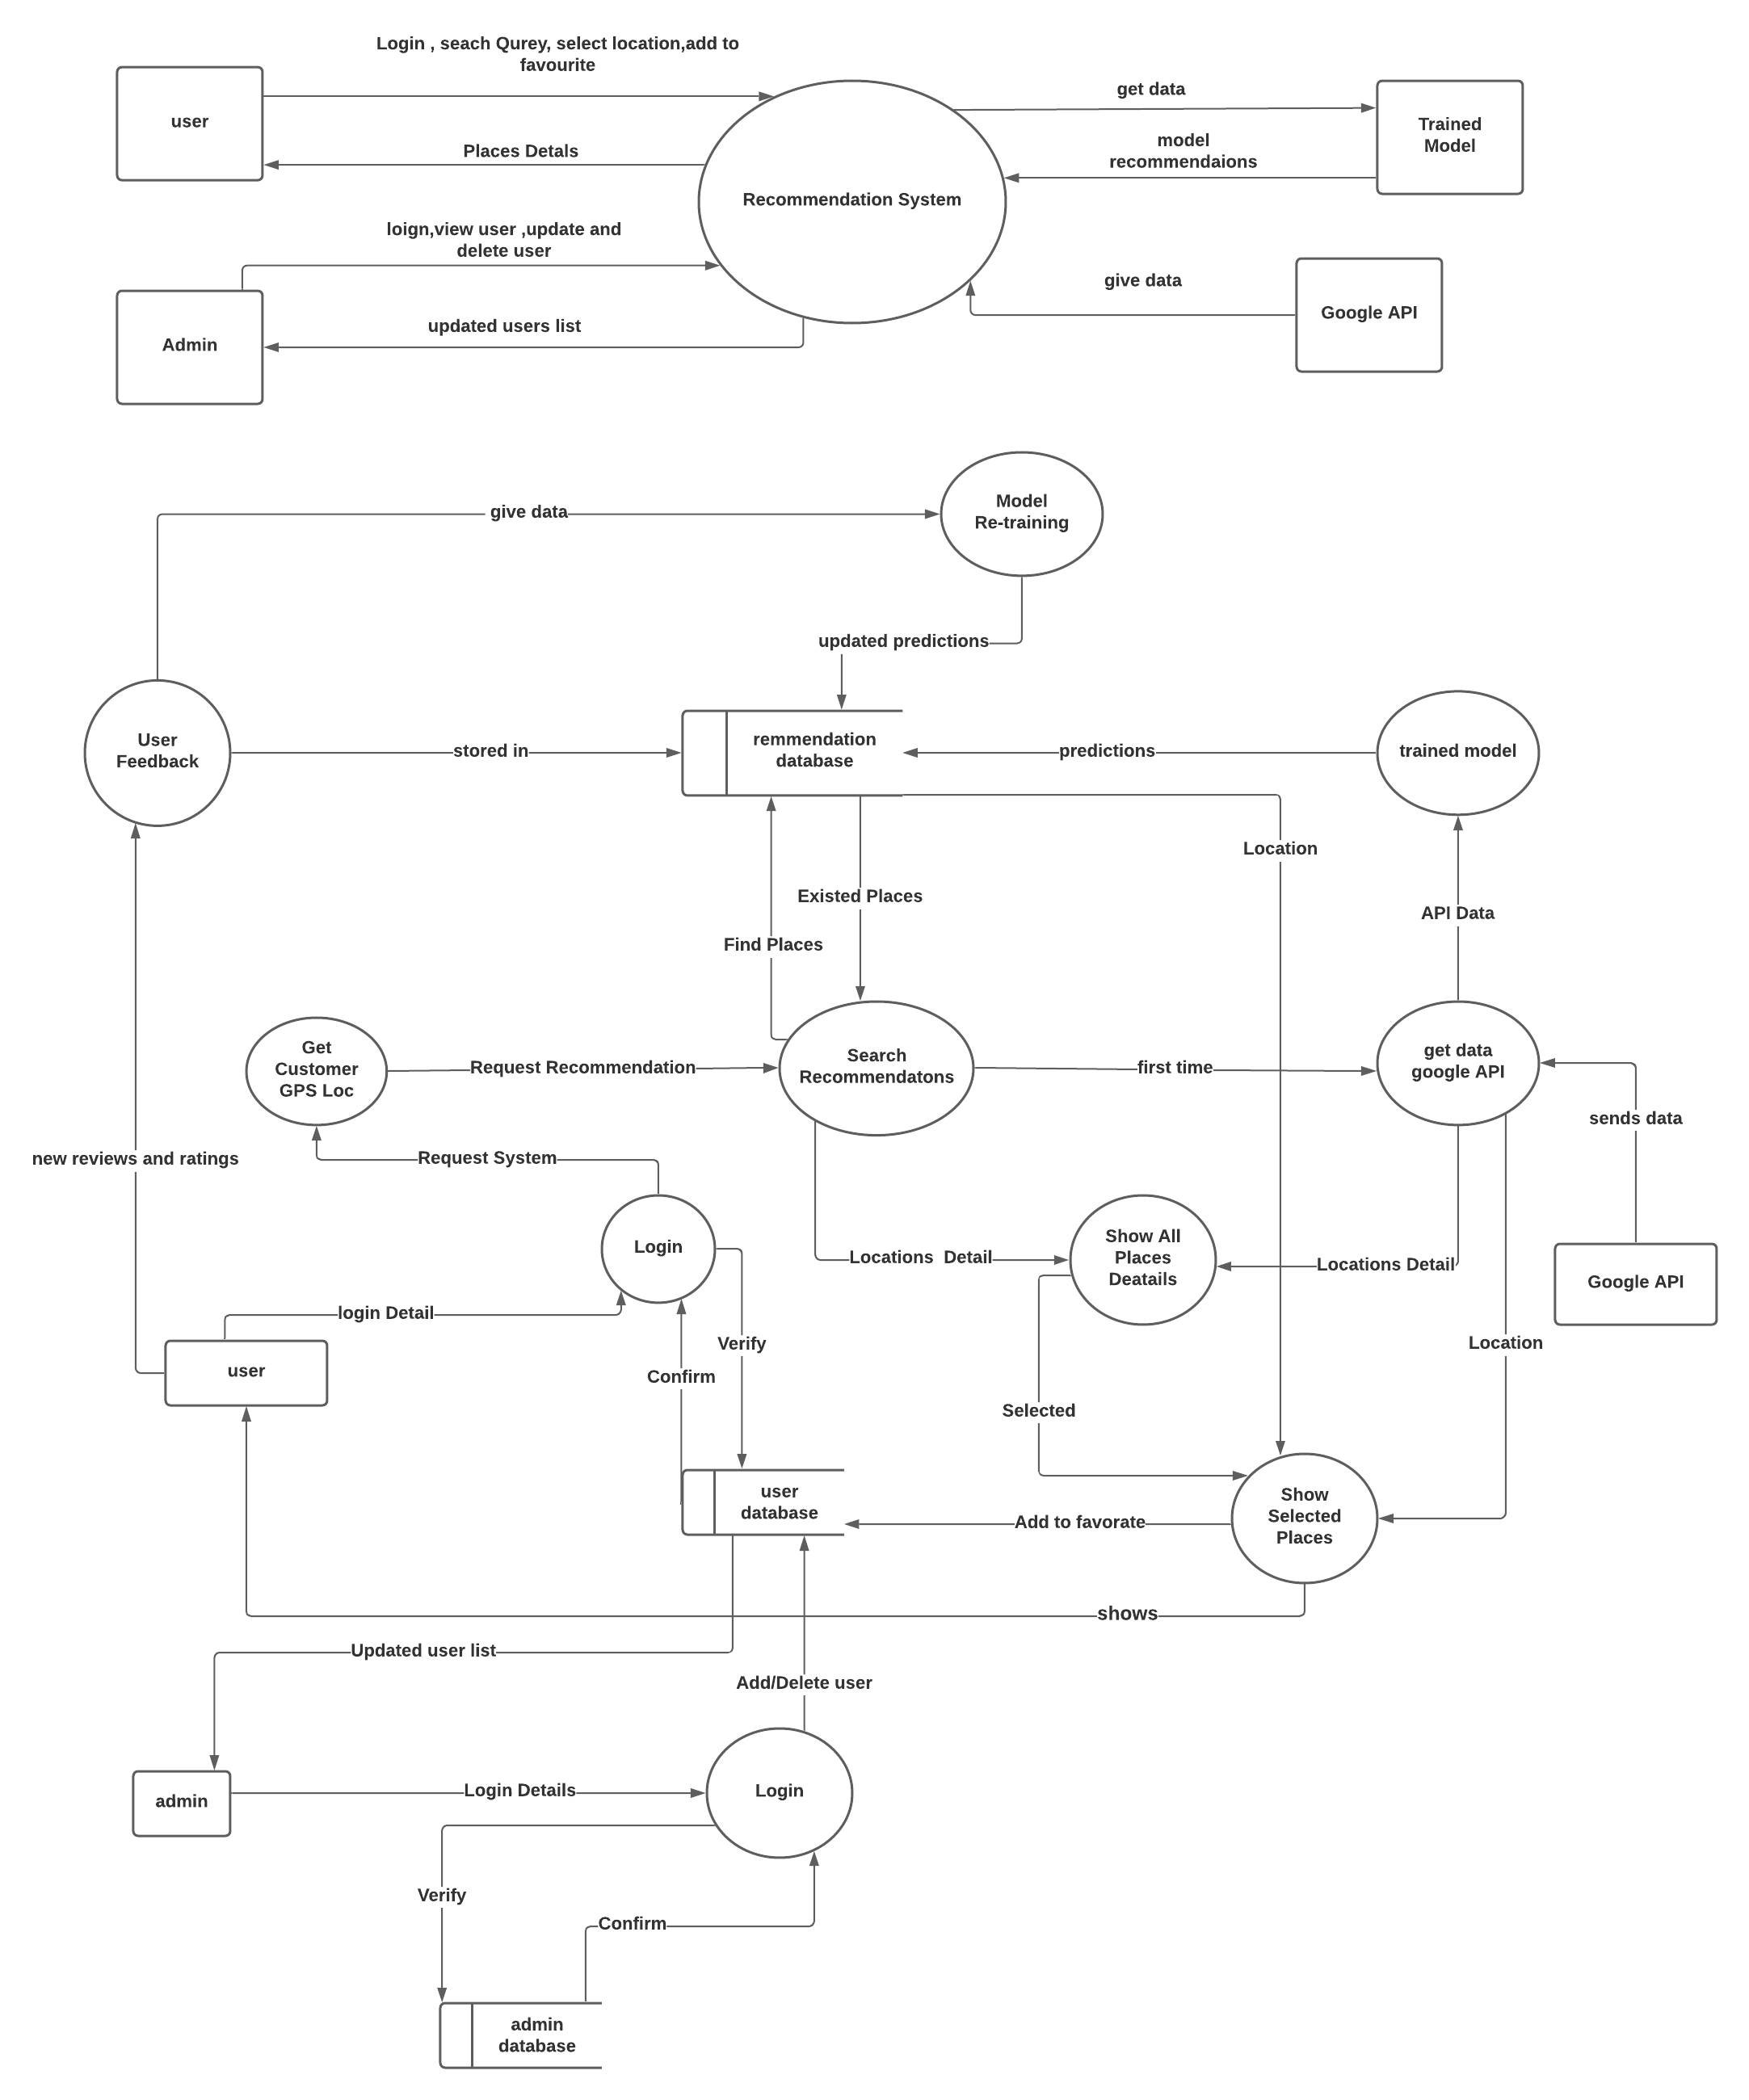 Login , seach Qurey, select location,add to
favourite
user
Places Detals
Recommendation System
get data
model
recommendaions
Trained
Model
loign,view user ,update and
delete user
Admin
updated users list
give data
Google API
give data
Model
Re-training
updated predictions
User
Feedback
stored in
remmendation
database
predictions
trained model
Location
Existed Places
Find Places
API Data
Get
Customer
GPS Loc
Request Recommendation
Search
Recommendatons
first time
get data
google API
sends data
new reviews and ratings
Request System
Login
Locations  Detail
Show All
Places
Deatails
Locations Detail
Google API
login Detail
user
Verify
Confirm
Location
Selected
user
database
Add to favorate
Show
Selected
Places
shows
Updated user list
Add/Delete user
admin
Login Details
Login
Verify
Confirm
admin
database